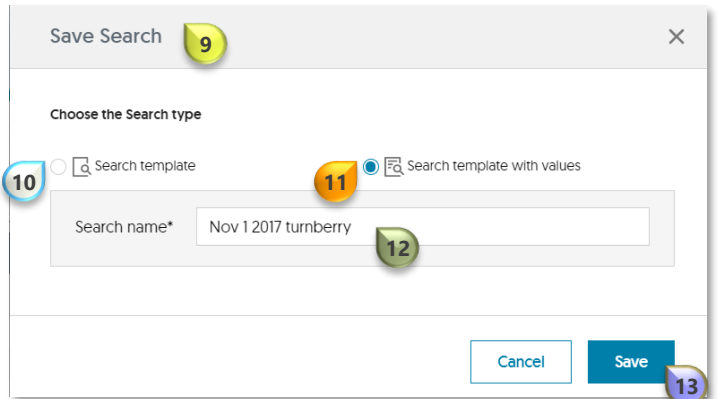 Save Search
9
Choose the Search type
Search template
Search template with values
10
11
Search name* Nov 1 2017 turnberry
12
Cancel Save
13